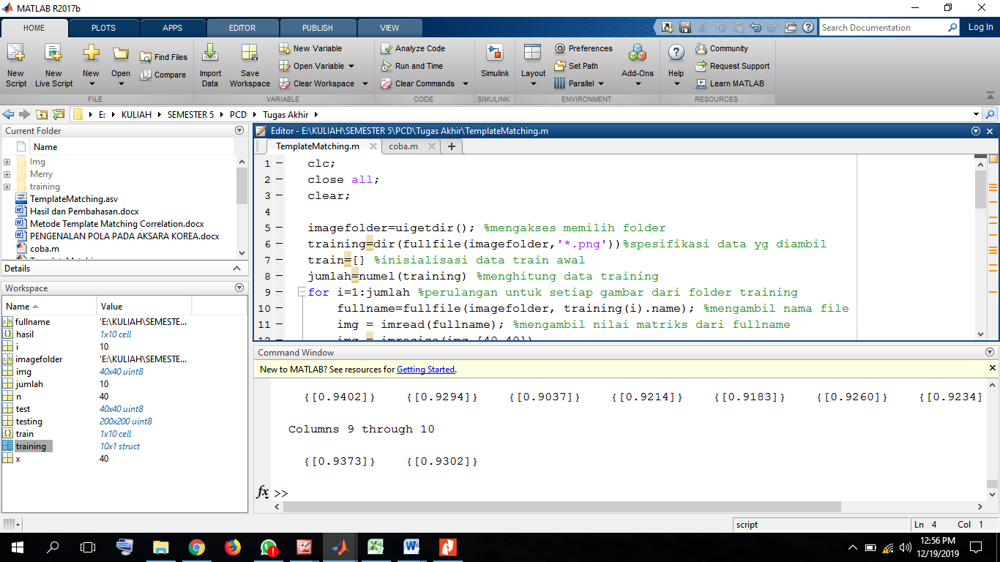 MATLAB R2017b
HOME PLOTS APPS EDITOR PUBLISH VIEW
Search Documentation
Log In
New Script
New Live Script
New
Open
Find Files
Compare
FILE
Import Data
Save Workspace
New Variable
Open Variable
Clear Workspace
VARIABLE
Analyze Code
Run and Time
Clear Commands
CODE
Simulink
SIMULINK
Layout
Preferences
Set Path
Parallel
Add-Ons
ENVIRONMENT
Help
Community
Request Support
Learn MATLAB
RESOURCES
E: KULIAH SEMESTER 5 PCD Tugas Akhir
Current Folder
Name
Img
Merry
training
TemplateMatching.asv
Hasil dan Pembahasan.docx
Metode Template Matching Correlation.docx
PENGENALAN POLA PADA AKSARA KOREA.docx
coba.m
Details
Workspace
Name Value
fullname 'E:\KULIAH\SEMESTE...
hasil 1x10 cell
i 10
imagefolder 'E:\KULIAH\SEMESTE...
img 40x40 uint8
jumlah 10
n 40
test 40x40 uint8
testing 200x200 uint8
train 1x10 cell
training 10x1 struct
x 40
Editor - E:\KULIAH\SEMESTER 5\PCD\Tugas Akhir\TemplateMatching.m
TemplateMatching.m coba.m
1 clc;
2 close all;
3 clear;
4
5 imagefolder=uigetdir(); %mengakses memilih folder
6 training=dir(fullfile(imagefolder,'*.png'))%spesifikasi data yg diambil
7 train=[] %inisialisasi data train awal
8 jumlah=numel(training) %menghitung data training
9 for i=1:jumlah %perulangan untuk setiap gambar dari folder training
10 fullname=fullfile(imagefolder, training(i).name); %mengambil nama file
11 img = imread(fullname); %mengambil nilai matriks dari fullname
12 img = imresize(img,[40 40])
Command Window
New to MATLAB? See resources for Getting Started.
{[0.9402]} {[0.9294]} {[0.9037]} {[0.9214]} {[0.9183]} {[0.9260]} {[0.9234]
Columns 9 through 10
{[0.9373]} {[0.9302]}
fx >>
script
Ln 4 Col 1
12:56 PM
12/19/2019